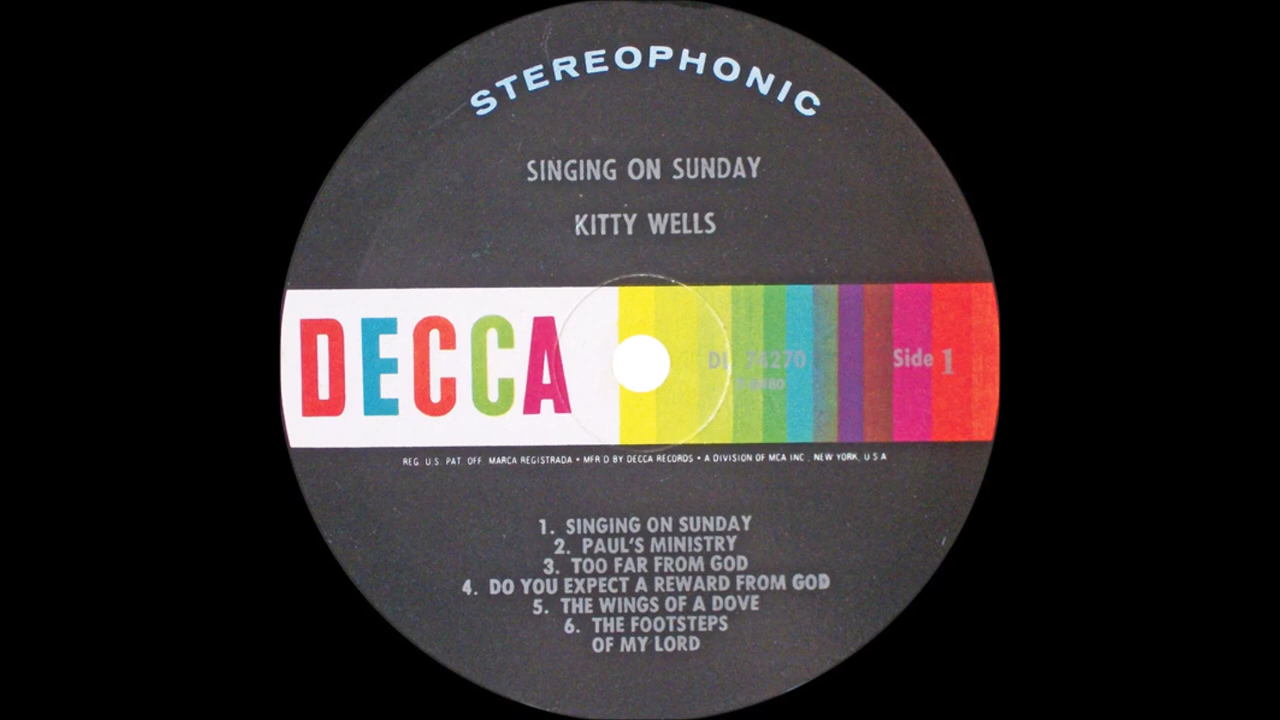 STEREOPHONIC
SINGING ON SUNDAY
KITTY WELLS
DECCA
DL 74270
Side 1
REG. U.S. PAT. OFF. MARCA REGISTRADA • MFR'D BY DECCA RECORDS • A DIVISION OF MCA INC., NEW YORK, U.S.A
1. SINGING ON SUNDAY
2. PAUL'S MINISTRY
3. TOO FAR FROM GOD
4. DO YOU EXPECT A REWARD FROM GOD
5. THE WINGS OF A DOVE
6. THE FOOTSTEPS
OF MY LORD